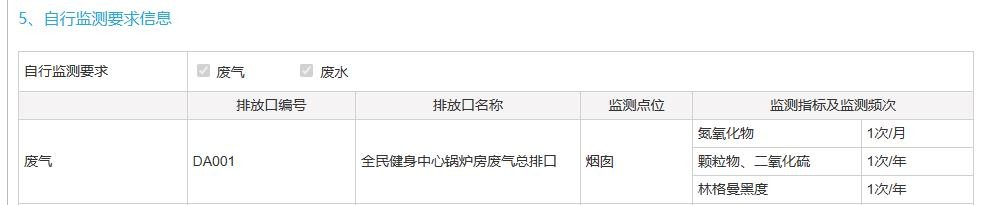 5、自行监测要求信息
自行监测要求 废气 废水
排放口编号 排放口名称 监测点位 监测指标及监测频次
废气 DA001 全民健身中心锅炉房废气总排口 烟囱 氮氧化物 1次/月
颗粒物、二氧化硫 1次/年
林格曼黑度 1次/年